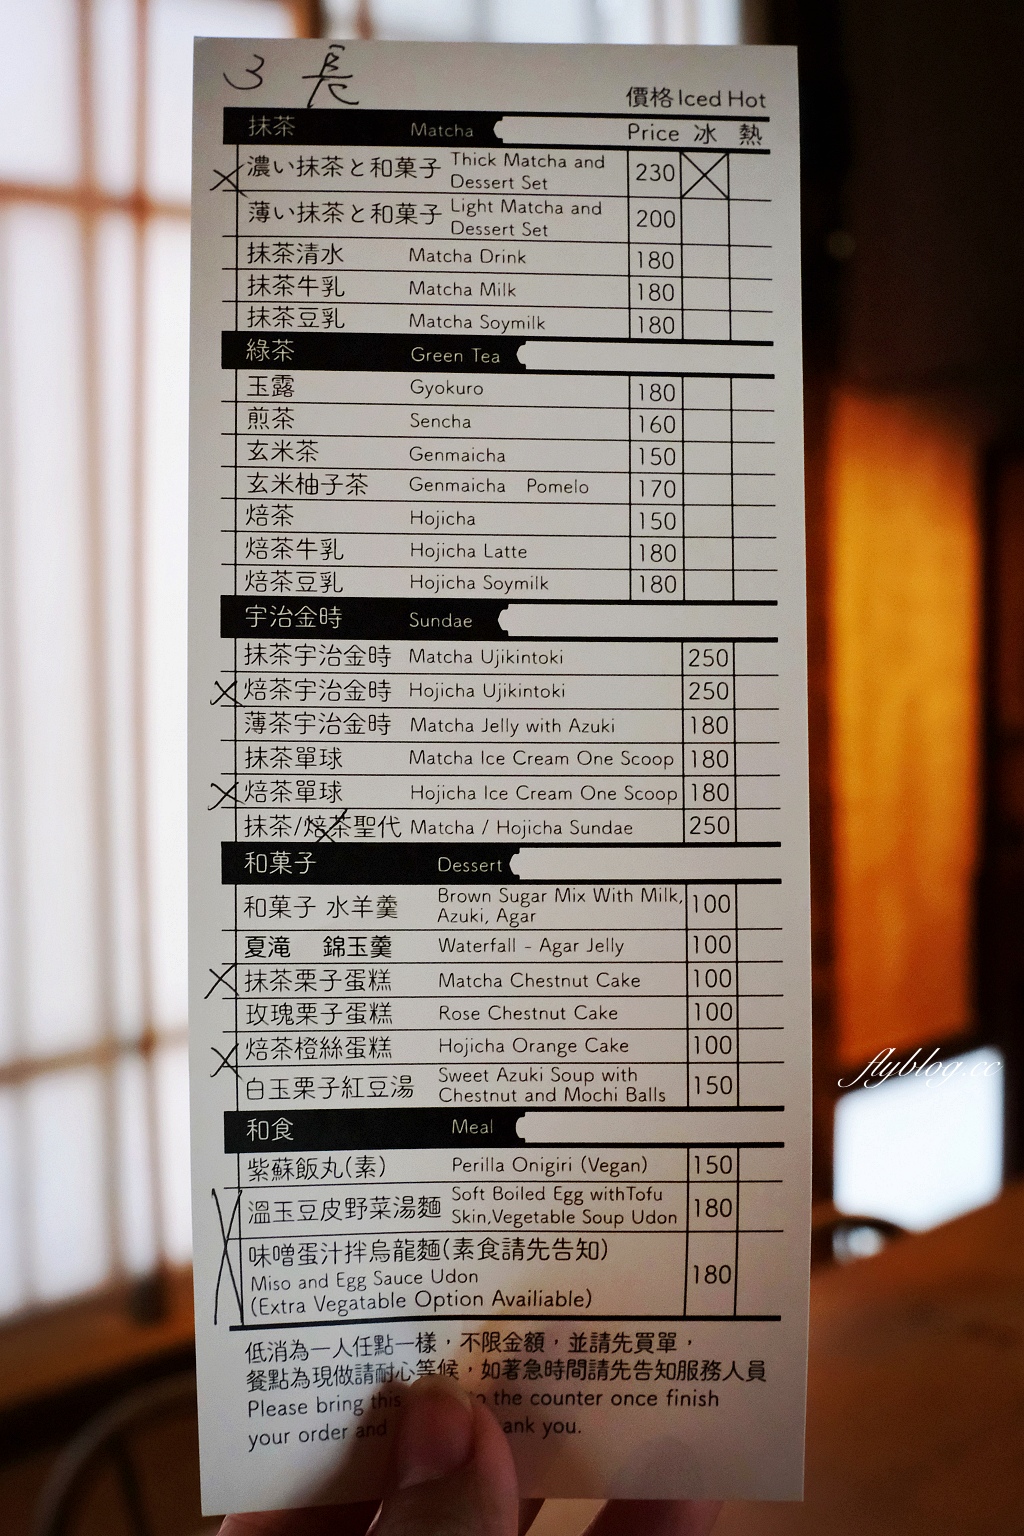 3 長
價格 Iced Hot
抹茶 Matcha Price 冰 熱
濃い抹茶と和菓子 Thick Matcha and Dessert Set 230
薄い抹茶と和菓子 Light Matcha and Dessert Set 200
抹茶清水 Matcha Drink 180
抹茶牛乳 Matcha Milk 180
抹茶豆乳 Matcha Soymilk 180
綠茶 Green Tea
玉露 Gyokuro 180
煎茶 Sencha 160
玄米茶 Genmaicha 150
玄米柚子茶 Genmaicha Pomelo 170
焙茶 Hojicha 150
焙茶牛乳 Hojicha Latte 180
焙茶豆乳 Hojicha Soymilk 180
宇治金時 Sundae
抹茶宇治金時 Matcha Ujikintoki 250
焙茶宇治金時 Hojicha Ujikintoki 250
薄茶宇治金時 Matcha Jelly with Azuki 180
抹茶單球 Matcha Ice Cream One Scoop 180
焙茶單球 Hojicha Ice Cream One Scoop 180
抹茶/焙茶聖代 Matcha / Hojicha Sundae 250
和菓子 Dessert
和菓子 水羊羹 Brown Sugar Mix With Milk, Azuki, Agar 100
夏滝 錦玉羹 Waterfall - Agar Jelly 100
抹茶栗子蛋糕 Matcha Chestnut Cake 100
玫瑰栗子蛋糕 Rose Chestnut Cake 100
焙茶橙絲蛋糕 Hojicha Orange Cake 100
白玉栗子紅豆湯 Sweet Azuki Soup with Chestnut and Mochi Balls 150
和食 Meal
紫蘇飯丸(素) Perilla Onigiri (Vegan) 150
溫玉豆皮野菜湯麵 Soft Boiled Egg withTofu Skin,Vegetable Soup Udon 180
味噌蛋汁拌烏龍麵(素食請先告知)
Miso and Egg Sauce Udon 180
(Extra Vegatable Option Availiable)
低消為一人任點一樣，不限金額，並請先買單，
餐點為現做請耐心等候，如著急時間請先告知服務人員
Please bring this the counter once finish
your order and you.
flyblog.cc